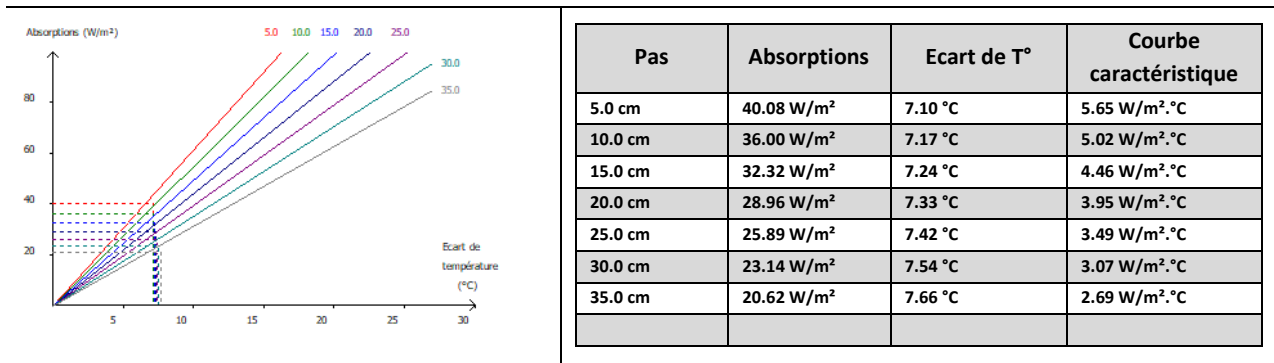 Absorptions (W/m²)
5.0 10.0 15.0 20.0 25.0
30.0
35.0
80
60
40
20
Ecart de
température
(°C)
5 10 15 20 25 30
Pas Absorptions Ecart de T° Courbe
caractéristique
5.0 cm 40.08 W/m² 7.10 °C 5.65 W/m².°C
10.0 cm 36.00 W/m² 7.17 °C 5.02 W/m².°C
15.0 cm 32.32 W/m² 7.24 °C 4.46 W/m².°C
20.0 cm 28.96 W/m² 7.33 °C 3.95 W/m².°C
25.0 cm 25.89 W/m² 7.42 °C 3.49 W/m².°C
30.0 cm 23.14 W/m² 7.54 °C 3.07 W/m².°C
35.0 cm 20.62 W/m² 7.66 °C 2.69 W/m².°C